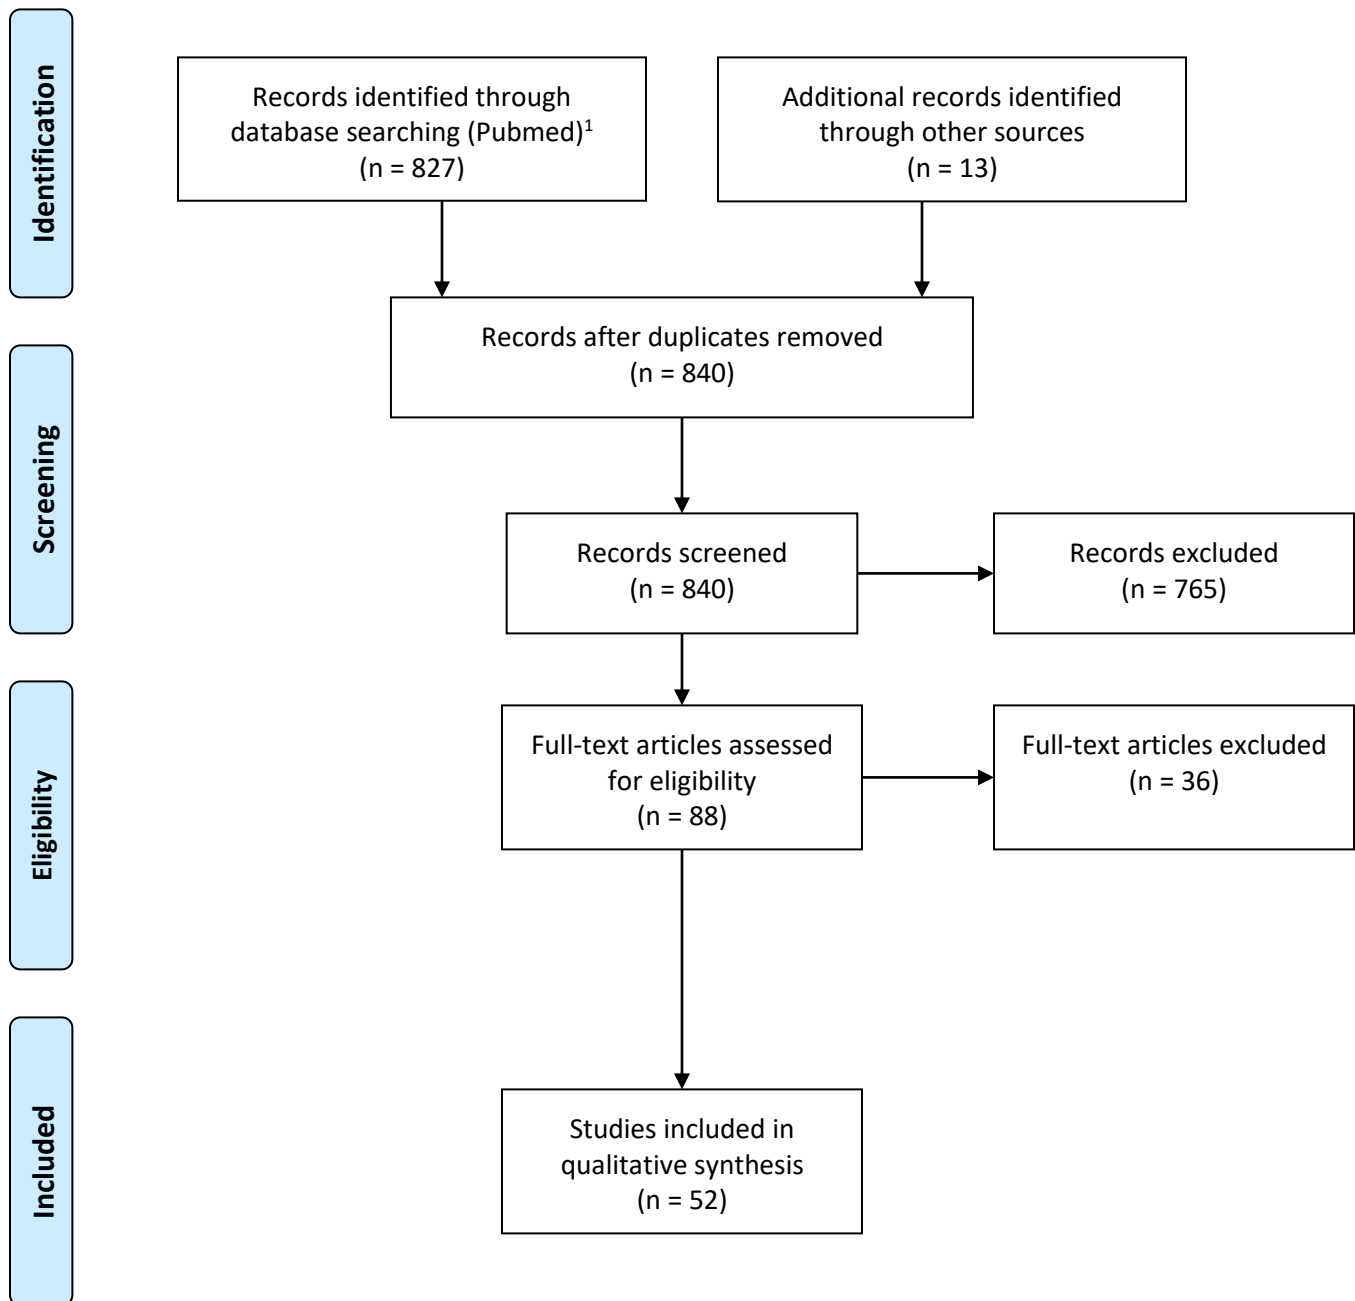 Identification
Records identified through
database searching (Pubmed)¹
(n = 827)
Additional records identified
through other sources
(n = 13)
Records after duplicates removed
(n = 840)
Screening
Records screened
(n = 840)
Records excluded
(n = 765)
Eligibility
Full-text articles assessed
for eligibility
(n = 88)
Full-text articles excluded
(n = 36)
Included
Studies included in
qualitative synthesis
(n = 52)